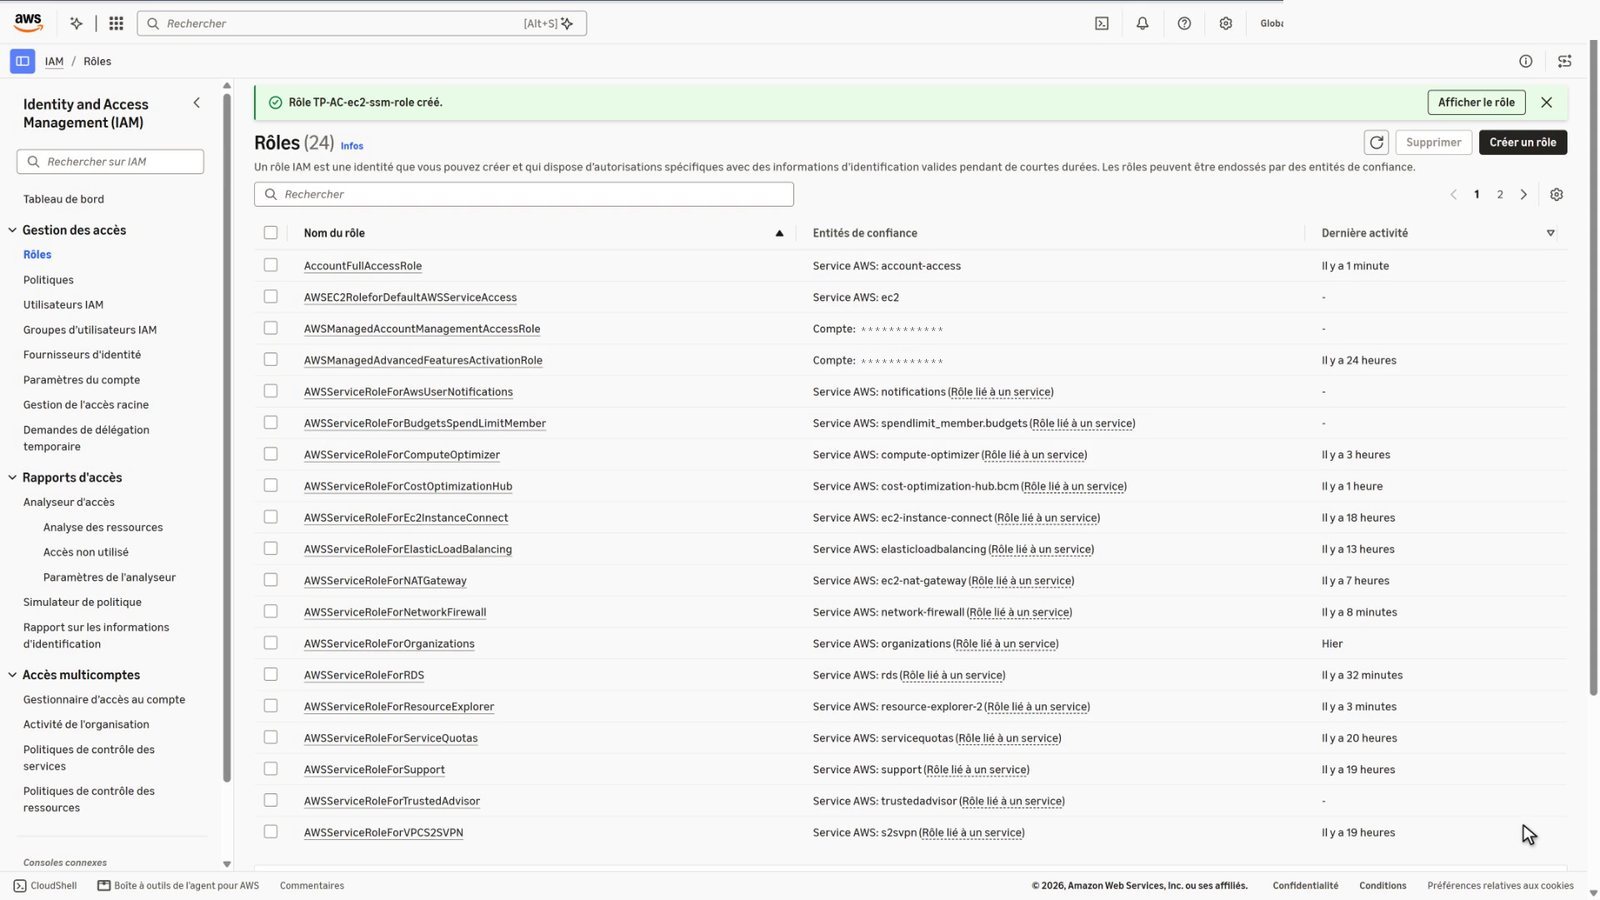 aws
Rechercher [Alt+S]
IAM / Rôles
Identity and Access
Management (IAM)
Rechercher sur IAM
Tableau de bord
Gestion des accès
Rôles
Politiques
Utilisateurs IAM
Groupes d'utilisateurs IAM
Fournisseurs d'identité
Paramètres du compte
Gestion de l'accès racine
Demandes de délégation
temporaire
Rapports d'accès
Analyseur d'accès
Analyse des ressources
Accès non utilisé
Paramètres de l'analyseur
Simulateur de politique
Rapport sur les informations
d'identification
Accès multicomptes
Gestionnaire d'accès au compte
Activité de l'organisation
Politiques de contrôle des
services
Politiques de contrôle des
ressources
Consoles connexes
Rôle TP-AC-ec2-ssm-role créé. Afficher le rôle
Rôles (24) Infos Supprimer Créer un rôle
Un rôle IAM est une identité que vous pouvez créer et qui dispose d'autorisations spécifiques avec des informations d'identification valides pendant de courtes durées. Les rôles peuvent être endossés par des entités de confiance.
Rechercher 1 2
Nom du rôle Entités de confiance Dernière activité
AccountFullAccessRole Service AWS: account-access Il y a 1 minute
AWSEC2RoleforDefaultAWSServiceAccess Service AWS: ec2 -
AWSManagedAccountManagementAccessRole Compte: ************ -
AWSManagedAdvancedFeaturesActivationRole Compte: ************ Il y a 24 heures
AWSServiceRoleForAwsUserNotifications Service AWS: notifications (Rôle lié à un service) -
AWSServiceRoleForBudgetsSpendLimitMember Service AWS: spendlimit_member.budgets (Rôle lié à un service) -
AWSServiceRoleForComputeOptimizer Service AWS: compute-optimizer (Rôle lié à un service) Il y a 3 heures
AWSServiceRoleForCostOptimizationHub Service AWS: cost-optimization-hub.bcm (Rôle lié à un service) Il y a 1 heure
AWSServiceRoleForEc2InstanceConnect Service AWS: ec2-instance-connect (Rôle lié à un service) Il y a 18 heures
AWSServiceRoleForElasticLoadBalancing Service AWS: elasticloadbalancing (Rôle lié à un service) Il y a 13 heures
AWSServiceRoleForNATGateway Service AWS: ec2-nat-gateway (Rôle lié à un service) Il y a 7 heures
AWSServiceRoleForNetworkFirewall Service AWS: network-firewall (Rôle lié à un service) Il y a 8 minutes
AWSServiceRoleForOrganizations Service AWS: organizations (Rôle lié à un service) Hier
AWSServiceRoleForRDS Service AWS: rds (Rôle lié à un service) Il y a 32 minutes
AWSServiceRoleForResourceExplorer Service AWS: resource-explorer-2 (Rôle lié à un service) Il y a 3 minutes
AWSServiceRoleForServiceQuotas Service AWS: servicequotas (Rôle lié à un service) Il y a 20 heures
AWSServiceRoleForSupport Service AWS: support (Rôle lié à un service) Il y a 19 heures
AWSServiceRoleForTrustedAdvisor Service AWS: trustedadvisor (Rôle lié à un service) -
AWSServiceRoleForVPCS2SVPN Service AWS: s2svpn (Rôle lié à un service) Il y a 19 heures
CloudShell Boîte à outils de l'agent pour AWS Commentaires © 2026, Amazon Web Services, Inc. ou ses affiliés. Confidentialité Conditions Préférences relatives aux cookies